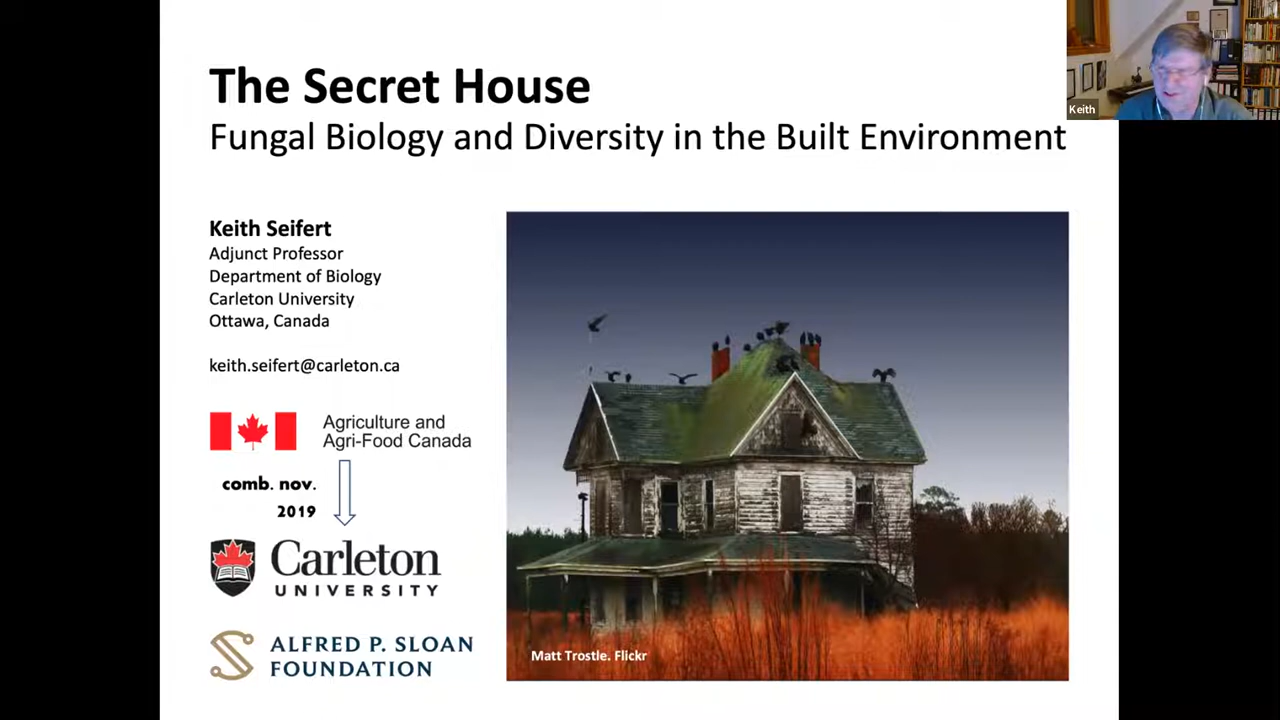 The Secret House
Fungal Biology and Diversity in the Built Environment
Keith
Keith Seifert
Adjunct Professor
Department of Biology
Carleton University
Ottawa, Canada
keith.seifert@carleton.ca
Agriculture and
Agri-Food Canada
comb. nov.
2019
Carleton
UNIVERSITY
ALFRED P. SLOAN
FOUNDATION
Matt Trostle. Flickr